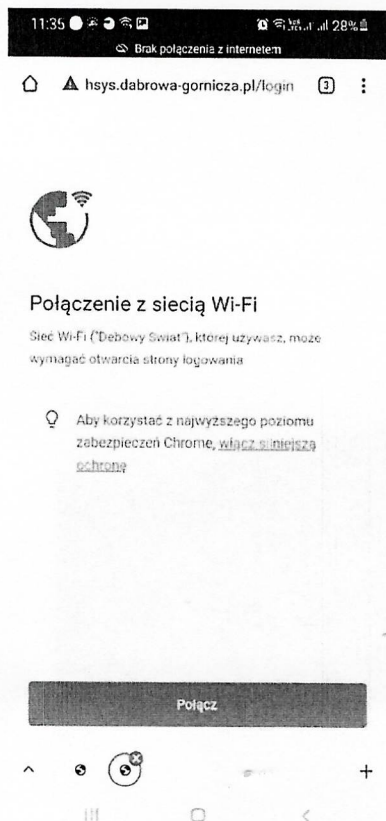 11:35 28%
Brak połączenia z internetem
hsys.dabrowa-gornicza.pl/login 3
Połączenie z siecią Wi-Fi
Sieć Wi-Fi ("Debowy Swiat"), której używasz, może
wymagać otwarcia strony logowania
Aby korzystać z najwyższego poziomu
zabezpieczeń Chrome, włącz silniejszą
ochronę
Połącz